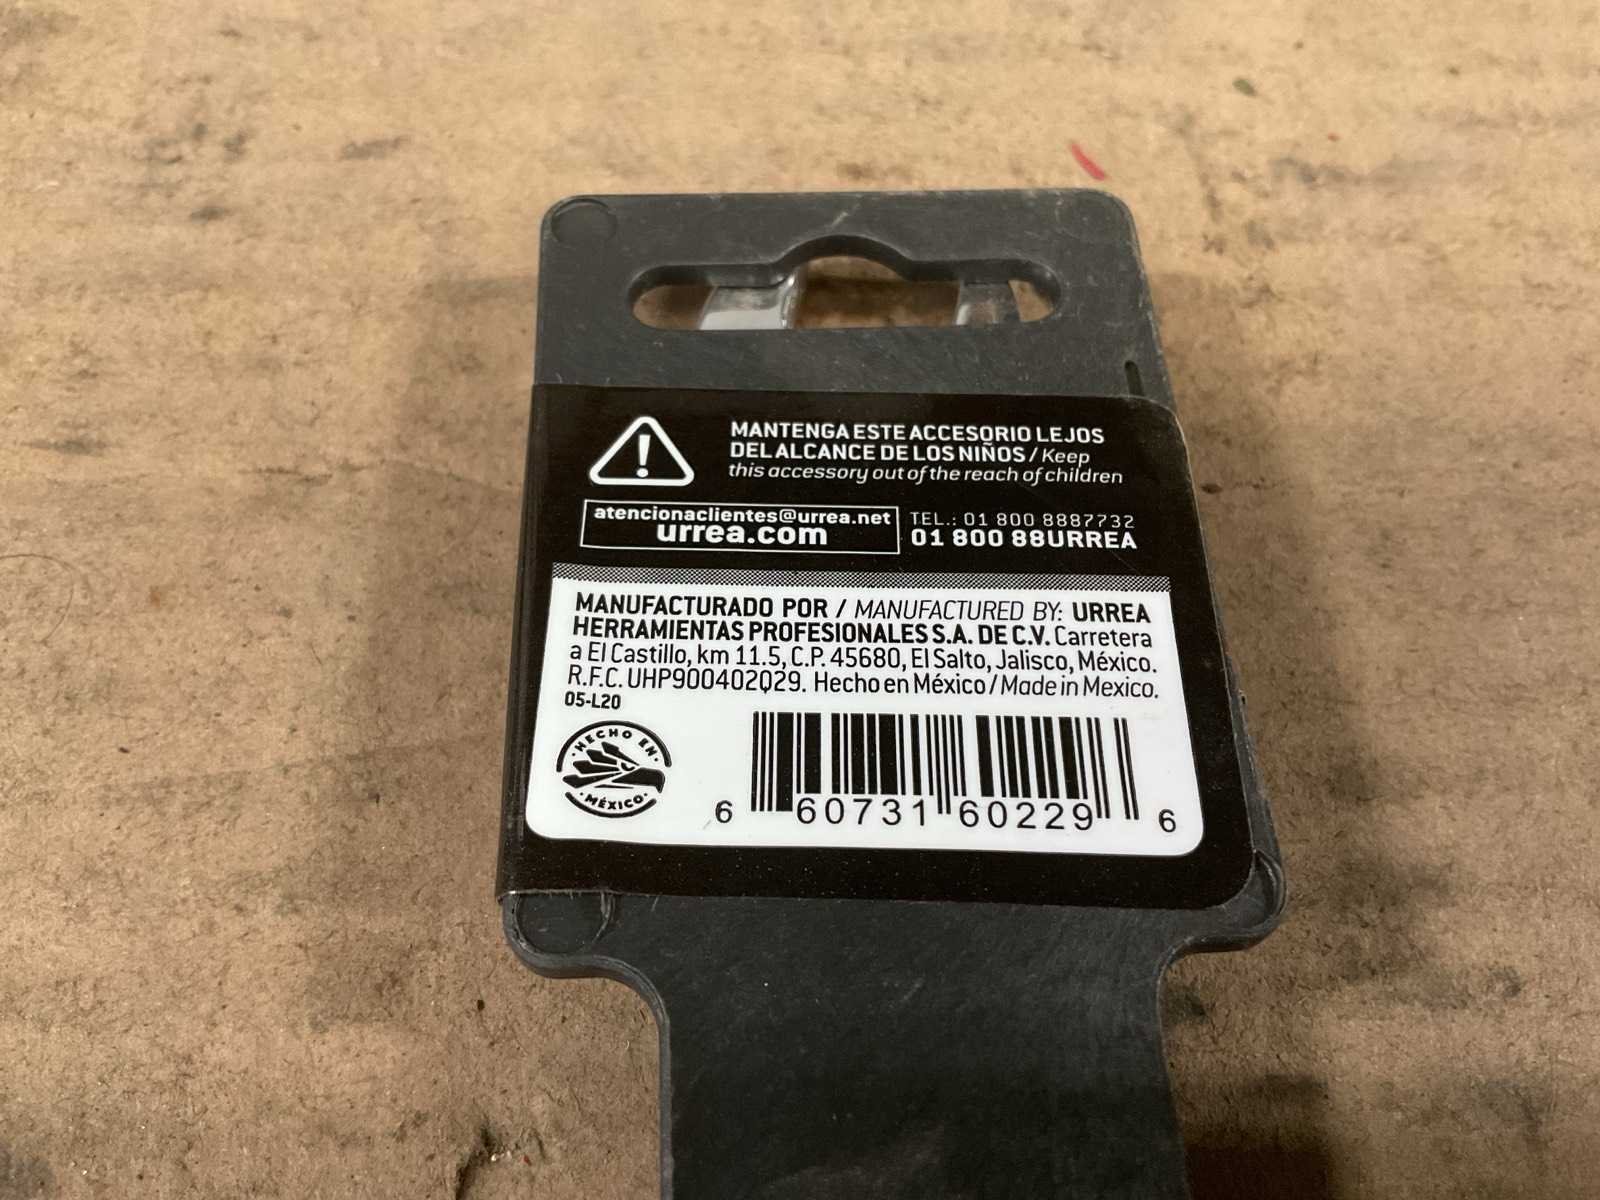 MANTENGA ESTE ACCESORIO LEJOS
DEL ALCANCE DE LOS NIÑOS / Keep
this accessory out of the reach of children
atencionaclientes@urrea.net
urrea.com
TEL.: 01 800 8887732
01 800 88URREA
MANUFACTURADO POR / MANUFACTURED BY: URREA
HERRAMIENTAS PROFESIONALES S.A. DE C.V. Carretera
a El Castillo, km 11.5, C.P. 45680, El Salto, Jalisco, México.
R.F.C. UHP900402Q29. Hecho en México / Made in Mexico.
05-L20
HECHO EN
MÉXICO
6 60731 60229 6